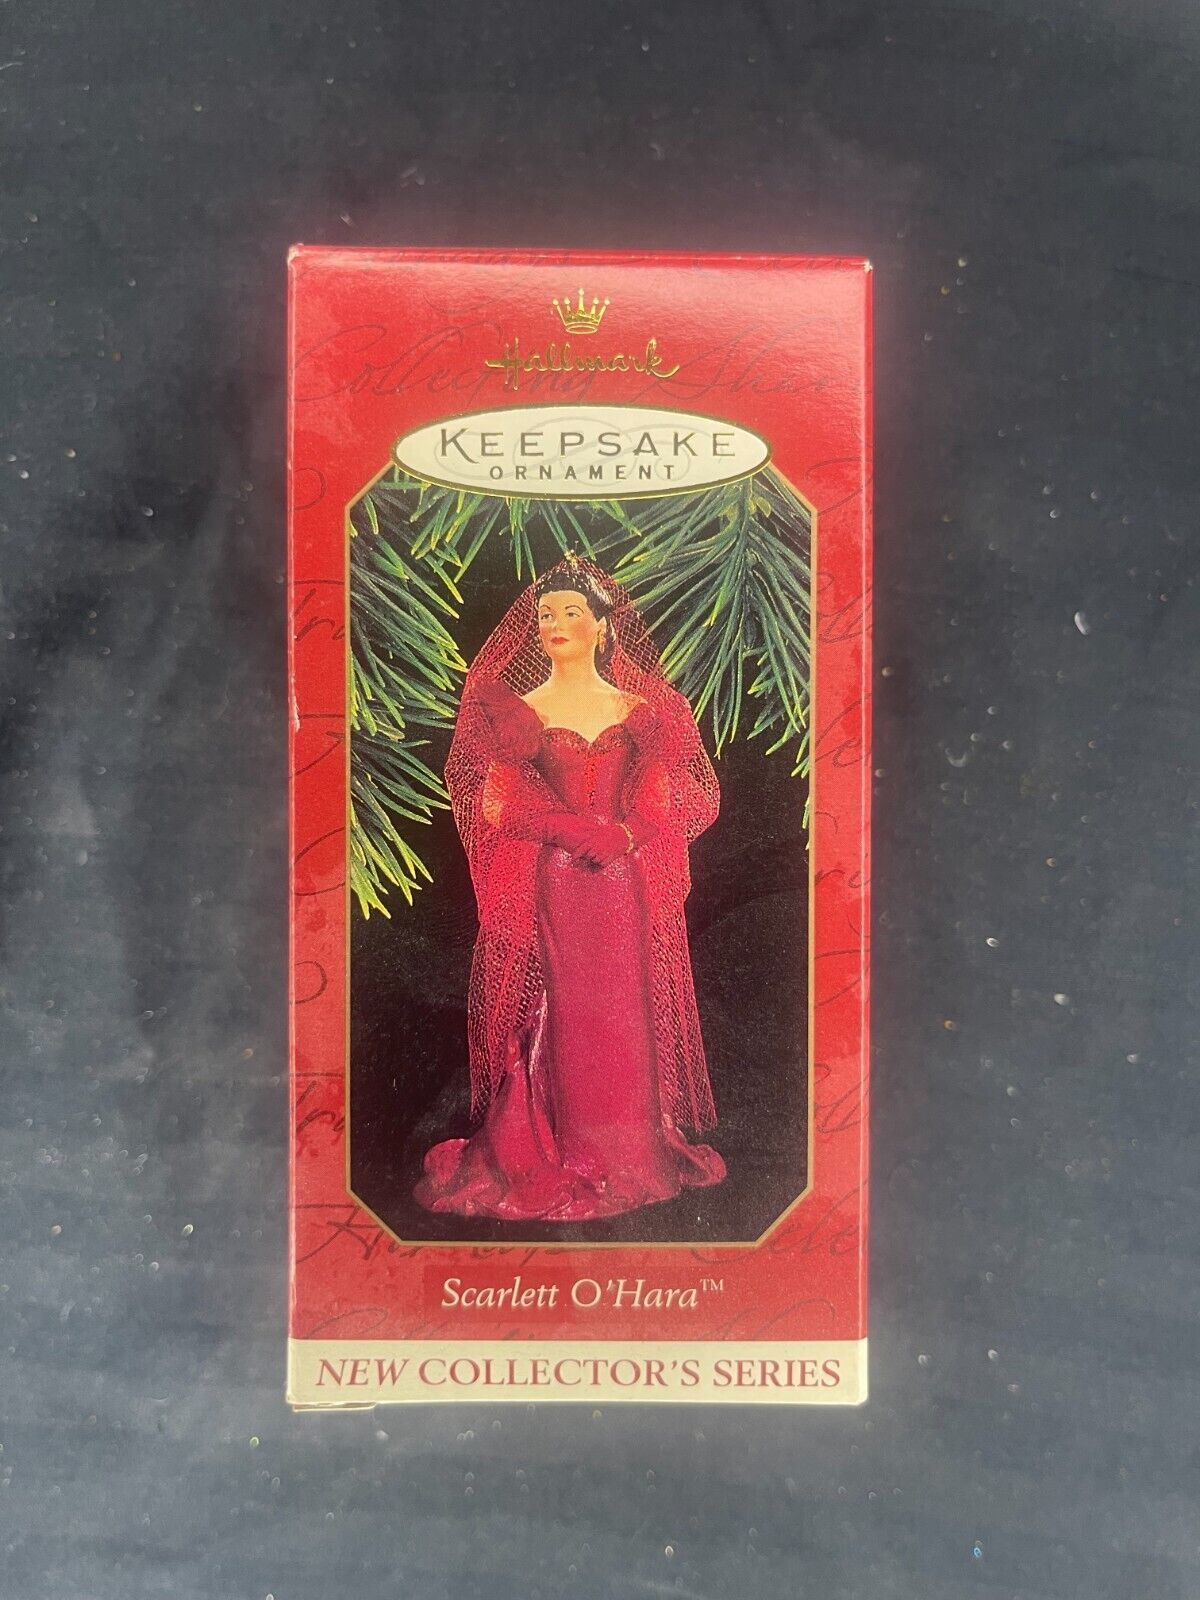 Hallmark
KEEPSAKE
ORNAMENT
Scarlett O'Hara™
NEW COLLECTOR'S SERIES